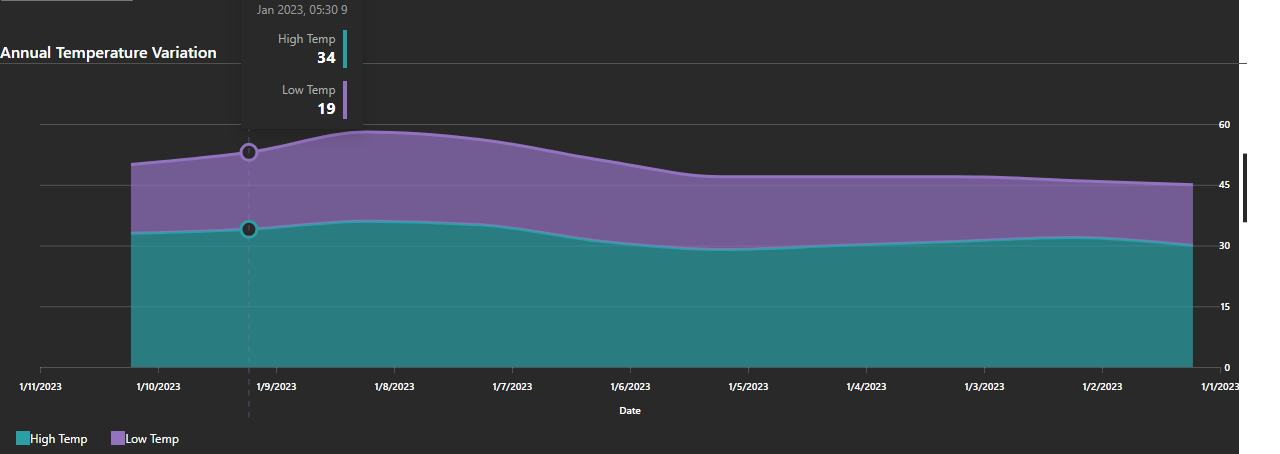 Jan 2023, 05:30 9
High Temp
34
Annual Temperature Variation
Low Temp
19
60
45
30
15
0
1/11/2023 1/10/2023 1/9/2023 1/8/2023 1/7/2023 1/6/2023 1/5/2023 1/4/2023 1/3/2023 1/2/2023 1/1/2023
Date
High Temp Low Temp